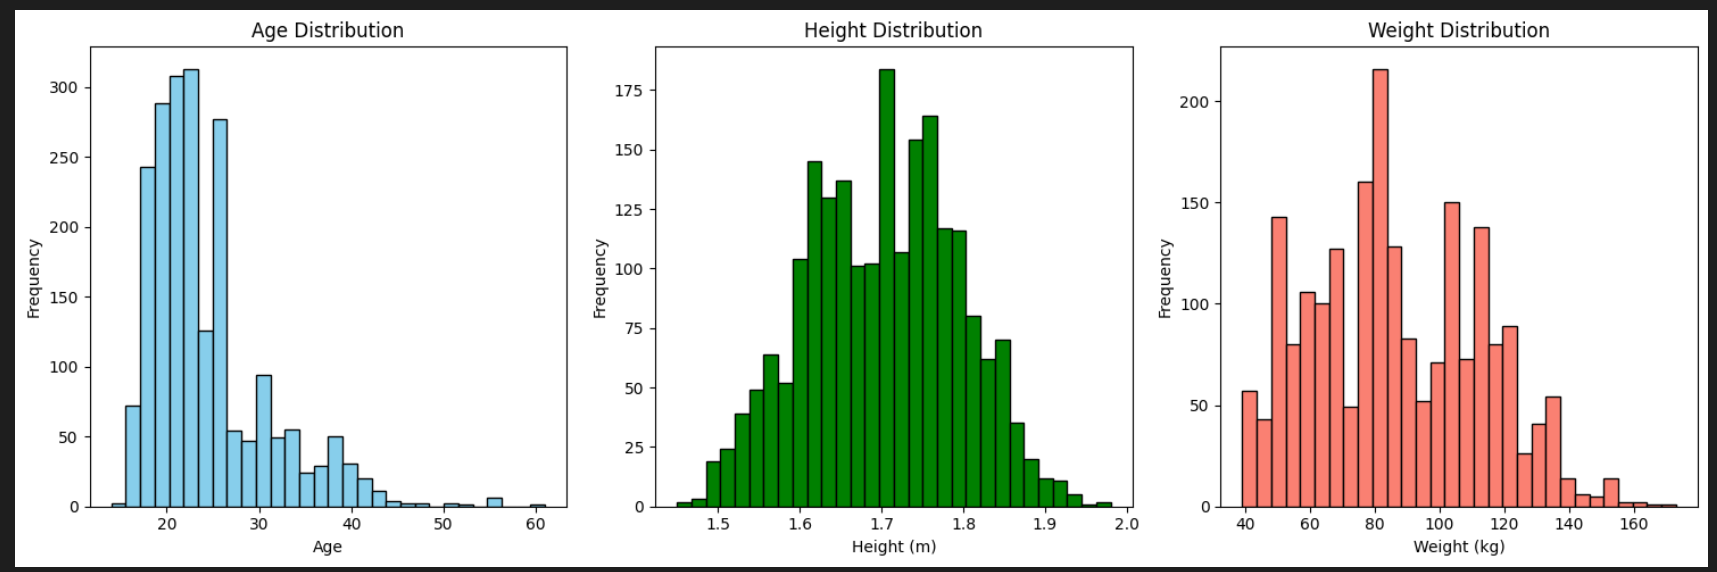 Age Distribution
300
250
200
150
100
50
0
Frequency
20 30 40 50 60
Age
Height Distribution
175
150
125
100
75
50
25
0
Frequency
1.5 1.6 1.7 1.8 1.9 2.0
Height (m)
Weight Distribution
200
150
100
50
0
Frequency
40 60 80 100 120 140 160
Weight (kg)